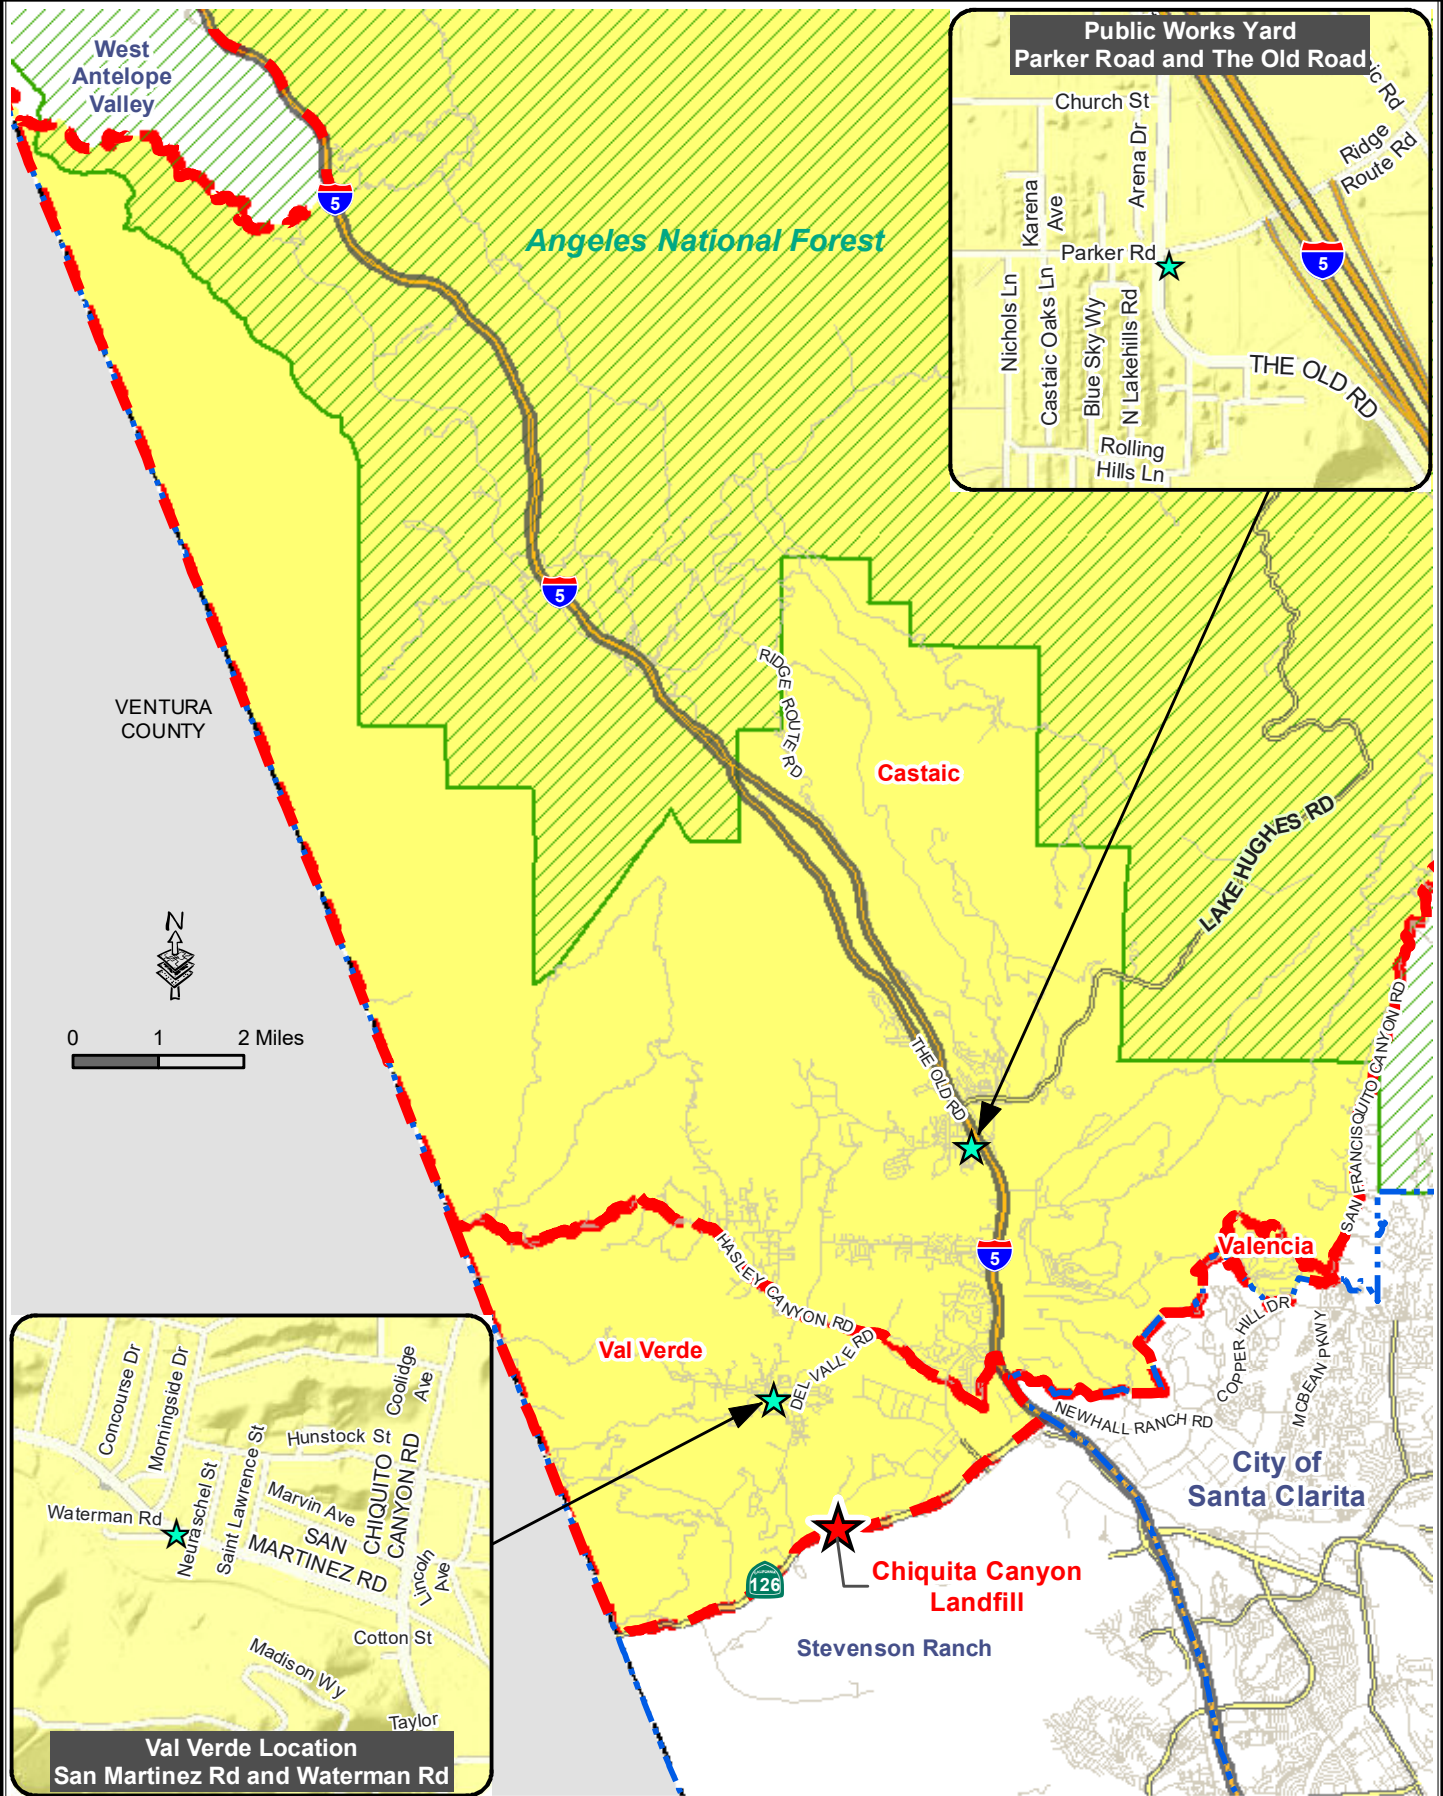 West
Antelope
Valley
5
Angeles National Forest
Public Works Yard
Parker Road and The Old Road
Church St
Arena Dr
Ridge
Route Rd
Karena
Ave
Parker Rd
5
Nichols Ln
Castaic Oaks Ln
Blue Sky Wy
N Lakehills Rd
THE OLD RD
Rolling
Hills Ln
5
VENTURA
COUNTY
RIDGE ROUTE RD
Castaic
LAKE HUGHES RD
N
0 1 2 Miles
THE OLD RD
SAN FRANCISQUITO CANYON RD
5
Valencia
HASLEY CANYON RD
Val Verde
DEL VALLE RD
COPPER HILL DR
MCBEAN PKWY
NEWHALL RANCH RD
City of
Santa Clarita
Chiquita Canyon
Landfill
CALIFORNIA
126
Stevenson Ranch
Concourse Dr
Morningside Dr
Coolidge
Ave
Hunstock St
Saint Lawrence St
Neuraschel St
Marvin Ave
CHIQUITO
CANYON RD
Waterman Rd
SAN
MARTINEZ RD
Lincoln
Ave
Cotton St
Madison Wy
Taylor
Val Verde Location
San Martinez Rd and Waterman Rd